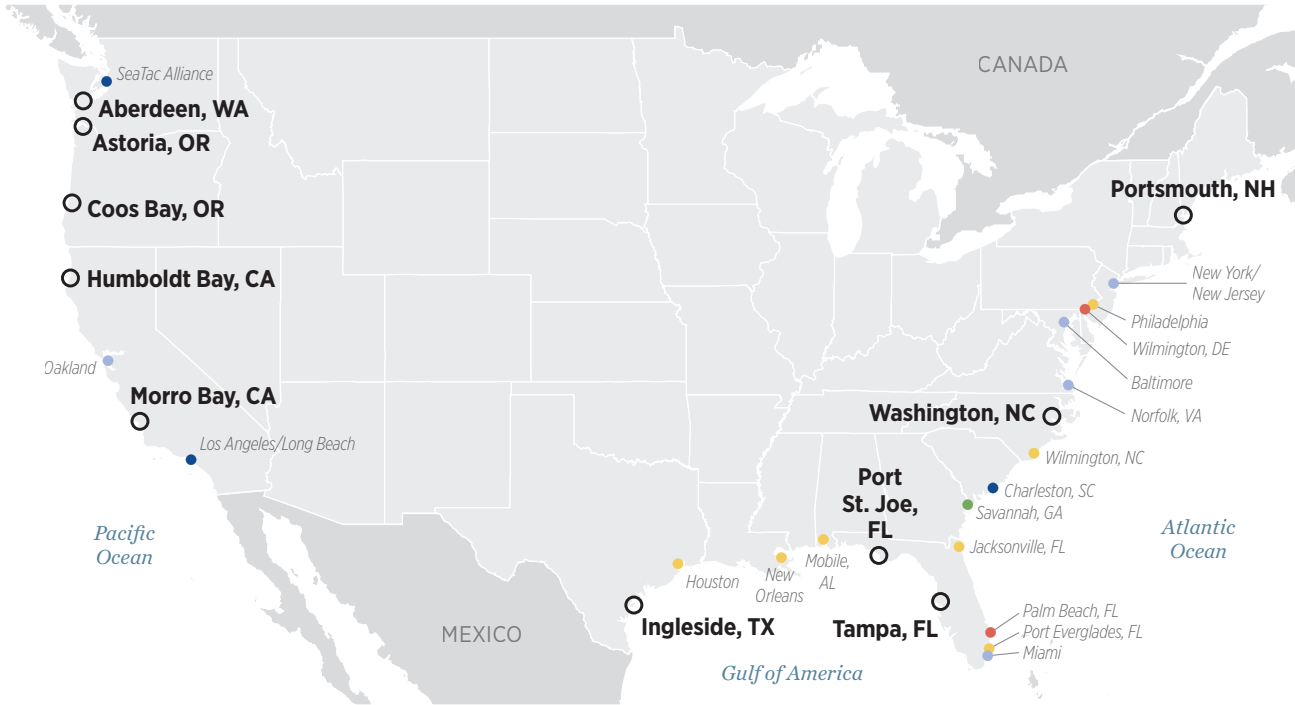 CANADA
SeaTac Alliance
Aberdeen, WA
Astoria, OR
Coos Bay, OR
Humboldt Bay, CA
Oakland
Morro Bay, CA
Los Angeles/Long Beach
Pacific
Ocean
MEXICO
Portsmouth, NH
New York/
New Jersey
Philadelphia
Wilmington, DE
Baltimore
Norfolk, VA
Washington, NC
Wilmington, NC
Port
St. Joe,
FL
Charleston, SC
Savannah, GA
Atlantic
Ocean
Jacksonville, FL
Houston
New
Orleans
Mobile,
AL
Ingleside, TX
Tampa, FL
Palm Beach, FL
Port Everglades, FL
Miami
Gulf of America